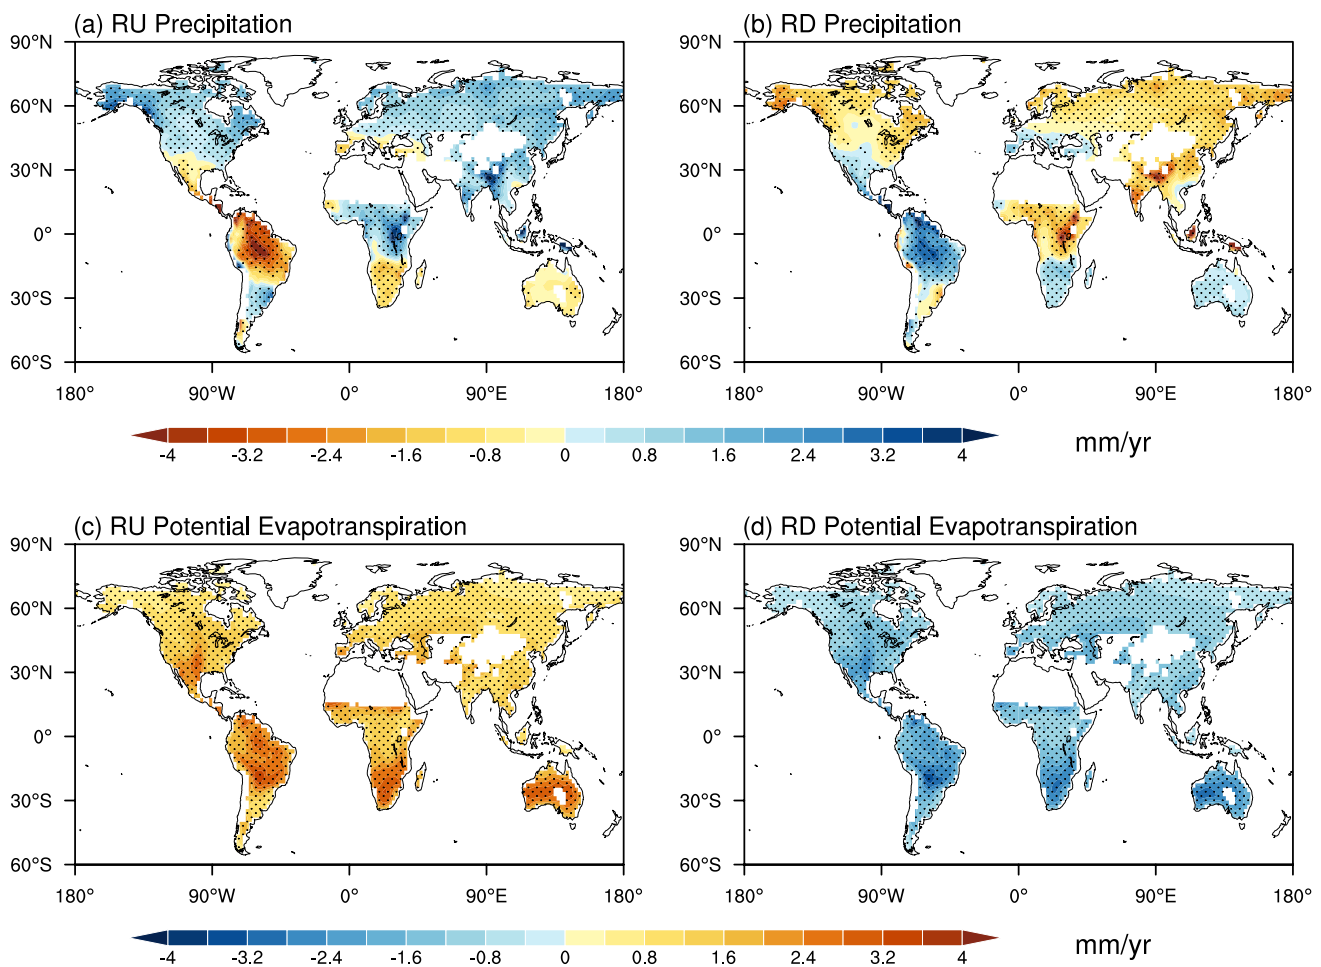 (a) RU Precipitation
(b) RD Precipitation
90°N
60°N
30°N
0°
30°S
60°S
180° 90°W 0° 90°E 180°
90°N
60°N
30°N
0°
30°S
60°S
180° 90°W 0° 90°E 180°
-4 -3.2 -2.4 -1.6 -0.8 0 0.8 1.6 2.4 3.2 4
mm/yr
(c) RU Potential Evapotranspiration
(d) RD Potential Evapotranspiration
90°N
60°N
30°N
0°
30°S
60°S
180° 90°W 0° 90°E 180°
90°N
60°N
30°N
0°
30°S
60°S
180° 90°W 0° 90°E 180°
-4 -3.2 -2.4 -1.6 -0.8 0 0.8 1.6 2.4 3.2 4
mm/yr